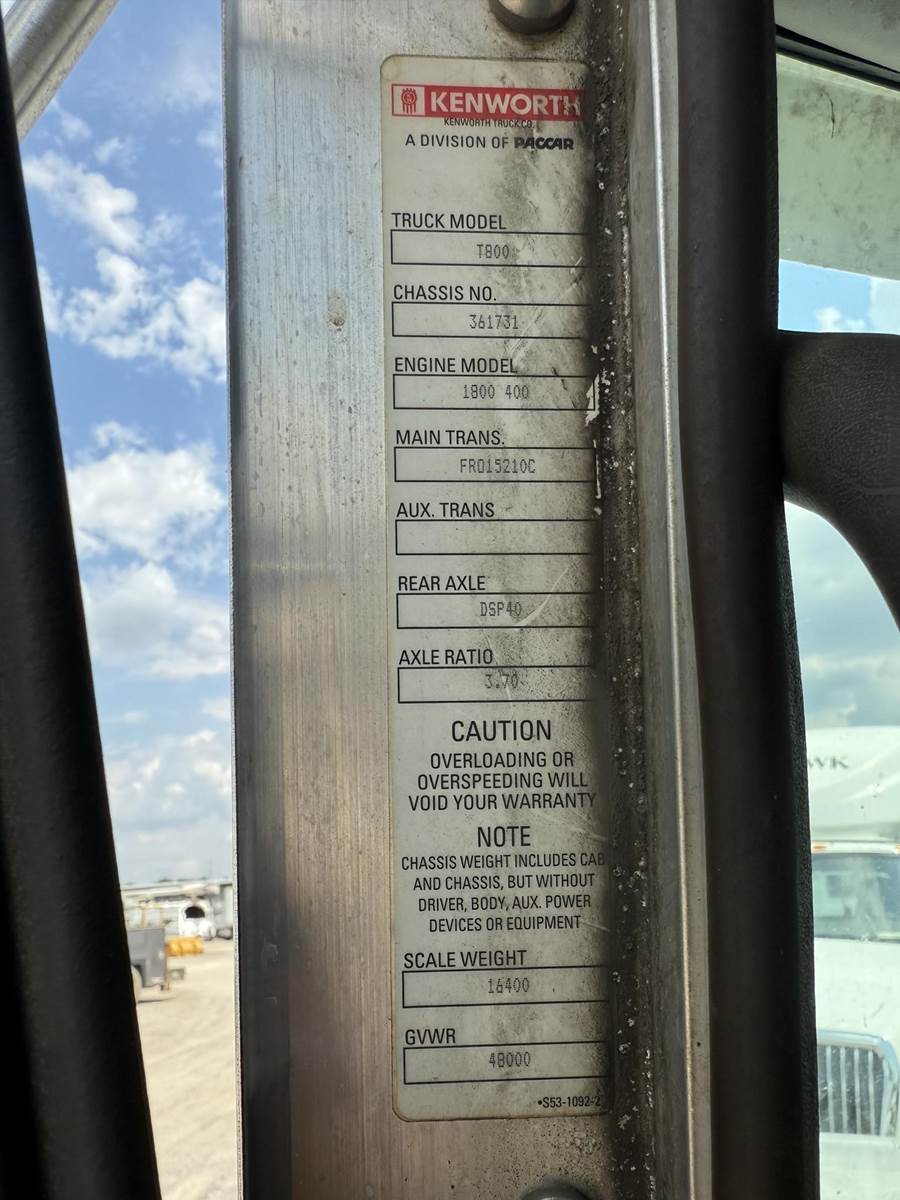 KENWORTH
KENWORTH TRUCK CO.
A DIVISION OF PACCAR
TRUCK MODEL
T800
CHASSIS NO.
361731
ENGINE MODEL
1800 400
MAIN TRANS.
FRO15210C
AUX. TRANS
REAR AXLE
DSP40
AXLE RATIO
3.70
CAUTION
OVERLOADING OR
OVERSPEEDING WILL
VOID YOUR WARRANTY
NOTE
CHASSIS WEIGHT INCLUDES CAB
AND CHASSIS, BUT WITHOUT
DRIVER, BODY, AUX. POWER
DEVICES OR EQUIPMENT
SCALE WEIGHT
16400
GVWR
48000
•S53-1092-2